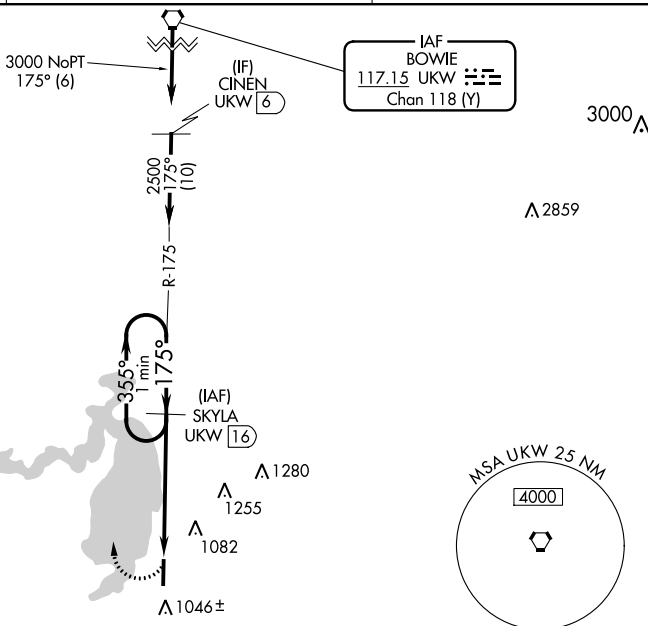 3000 NoPT
175° (6)
(IF)
CINEN
UKW 6
IAF
BOWIE
117.15 UKW
Chan 118 (Y)
3000
2859
2500
175°
(10)
R-175
355°
1 min
175°
(IAF)
SKYLA
UKW 16
1280
1255
1082
1046±
MSA UKW 25 NM
4000